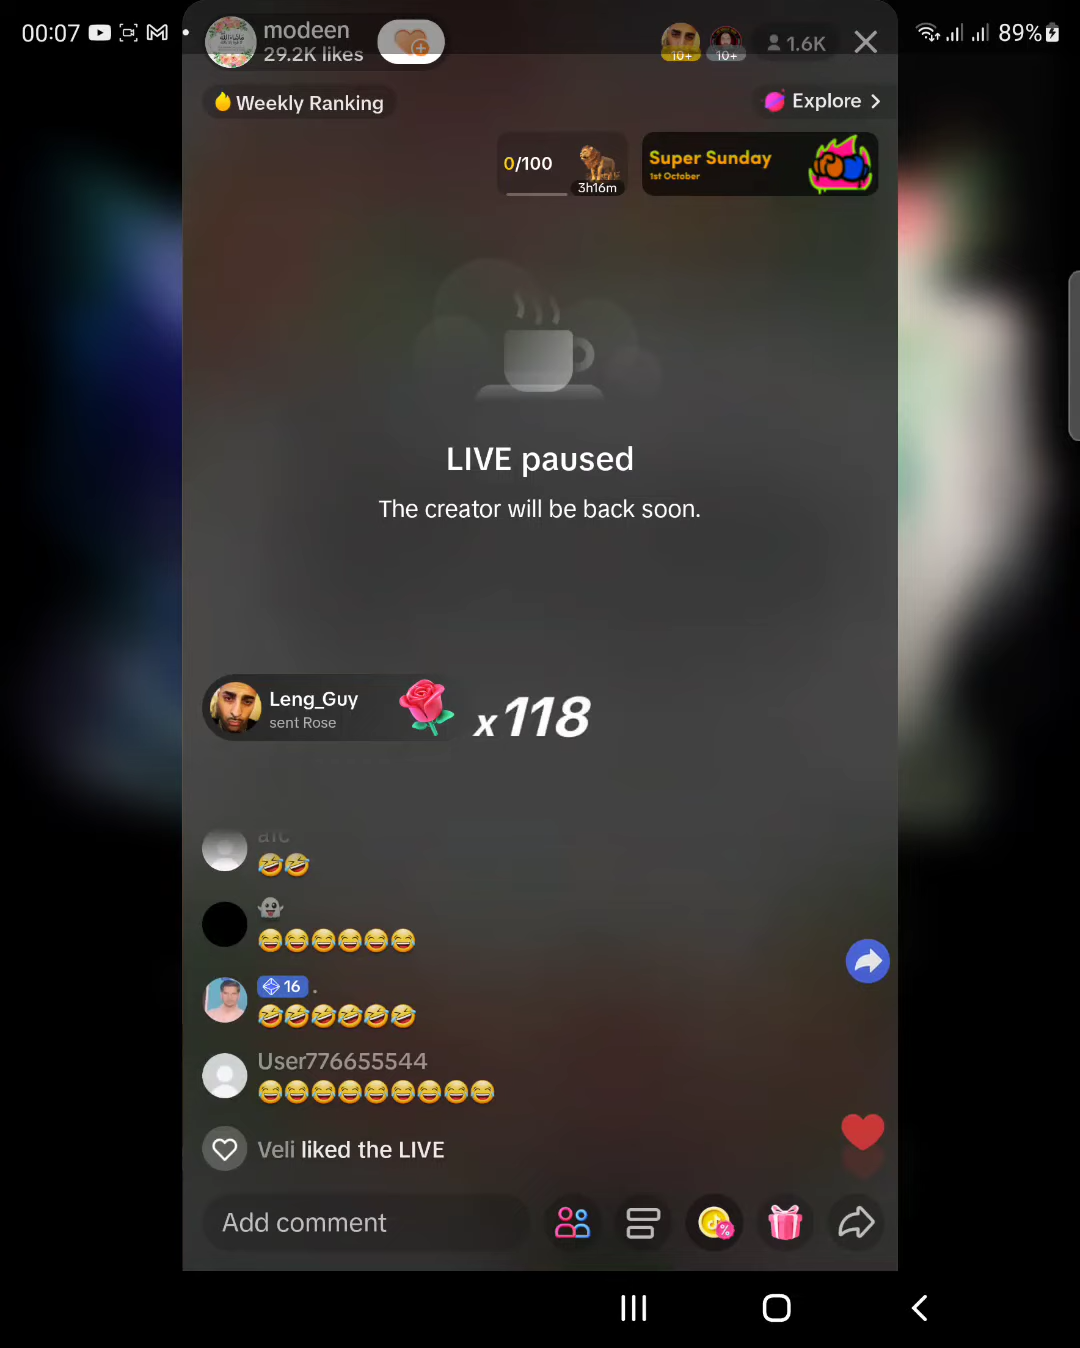 00:07
89%
modeen
29.2K likes
10+
10+
1.6K
Weekly Ranking
Explore
0/100
3h16m
Super Sunday
1st October
LIVE paused
The creator will be back soon.
Leng_Guy
sent Rose
x118
16 .
User776655544
Veli liked the LIVE
Add comment